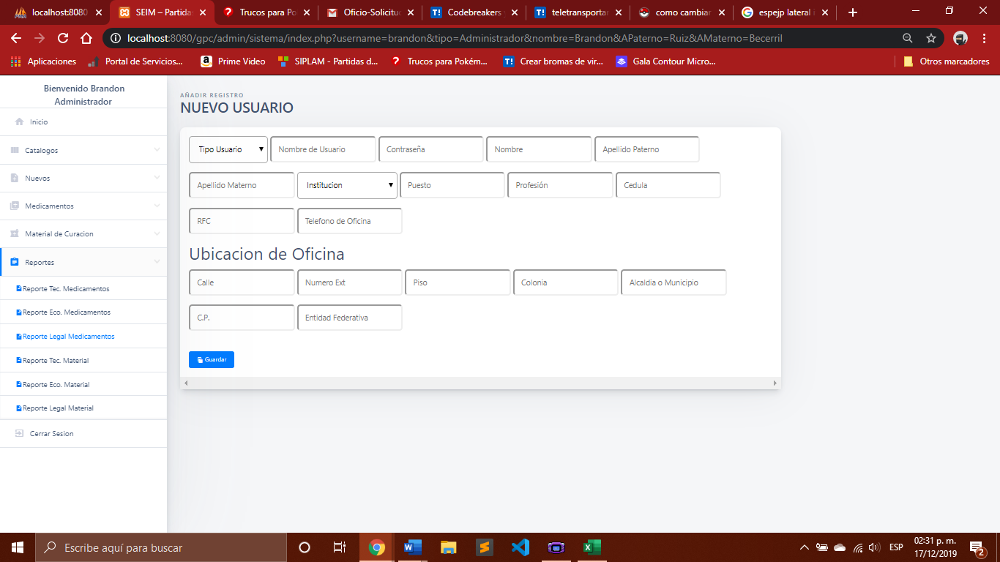 localhost:8080
SEIM – Partidas
Trucos para Po
Oficio-Solicitud
Codebreakers y
teletransportar
como cambiar
espejp lateral i
localhost:8080/gpc/admin/sistema/index.php?username=brandon&tipo=Administrador&nombre=Brandon&APaterno=Ruiz&AMaterno=Becerril
Aplicaciones
Portal de Servicios...
Prime Video
SIPLAM - Partidas d...
Trucos para Pokém...
Crear bromas de vir...
Gala Contour Micro...
Otros marcadores
Bienvenido Brandon
Administrador
Inicio
Catalogos
Nuevos
Medicamentos
Material de Curacion
Reportes
Reporte Tec. Medicamentos
Reporte Eco. Medicamentos
Reporte Legal Medicamentos
Reporte Tec. Material
Reporte Eco. Material
Reporte Legal Material
Cerrar Sesion
AÑADIR REGISTRO
NUEVO USUARIO
Tipo Usuario Nombre de Usuario Contraseña Nombre Apellido Paterno
Apellido Materno Institucion Puesto Profesión Cedula
RFC Telefono de Oficina
Ubicacion de Oficina
Calle Numero Ext Piso Colonia Alcaldia o Municipio
C.P. Entidad Federativa
Guardar
Escribe aquí para buscar
ESP
02:31 p. m.
17/12/2019
2